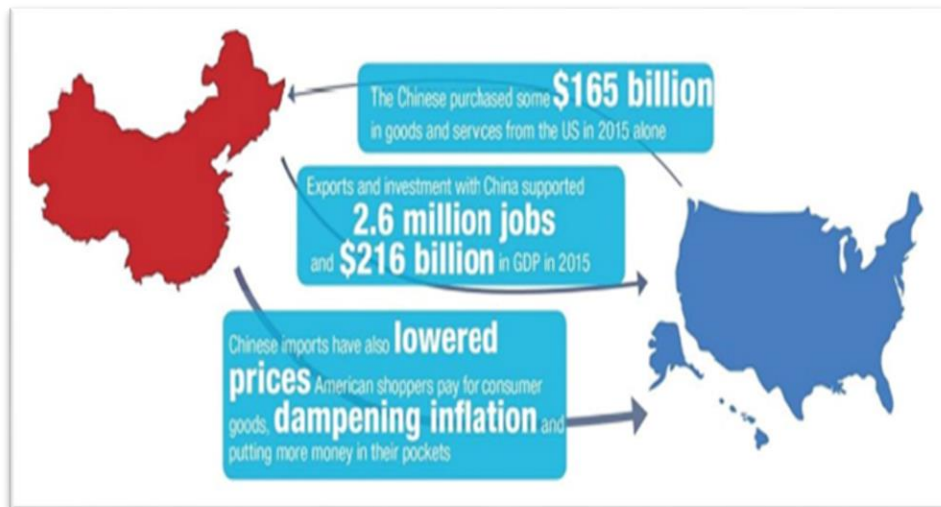 The Chinese purchased some $165 billion
in goods and servces from the US in 2015 alone
Exports and investment with China supported
2.6 million jobs
and $216 billion in GDP in 2015
Chinese imports have also lowered
prices American shoppers pay for consumer
goods, dampening inflation and
putting more money in their pockets